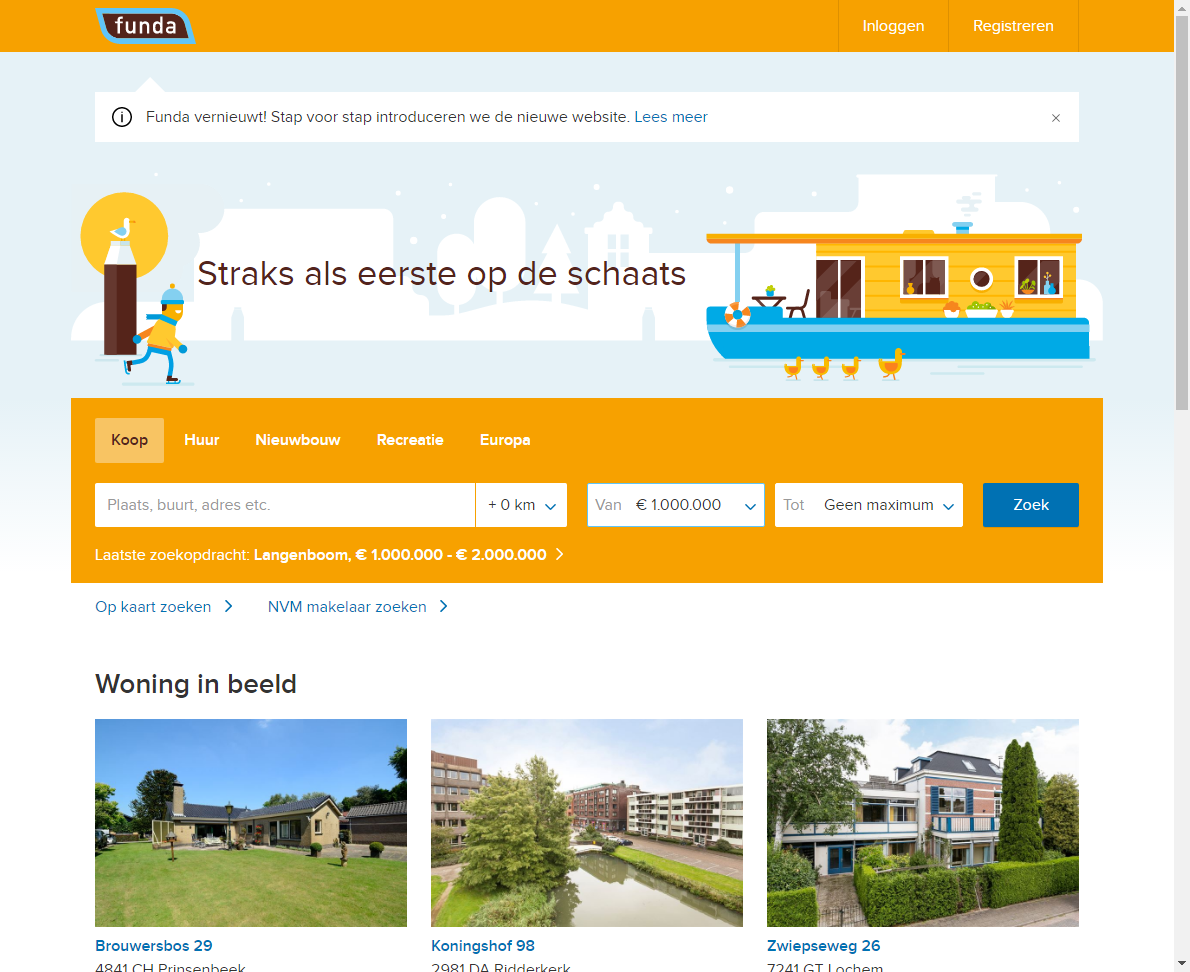 funda
Inloggen
Registreren
Funda vernieuwt! Stap voor stap introduceren we de nieuwe website. Lees meer
Straks als eerste op de schaats
Koop
Huur
Nieuwbouw
Recreatie
Europa
Plaats, buurt, adres etc.
+ 0 km
Van € 1.000.000
Tot Geen maximum
Zoek
Laatste zoekopdracht: Langenboom, € 1.000.000 - € 2.000.000
Op kaart zoeken
NVM makelaar zoeken
Woning in beeld
Brouwersbos 29
Koningshof 98
Zwiepseweg 26
4841 CH Prinsenbeek
2981 DA Ridderkerk
7241 GT Lochem